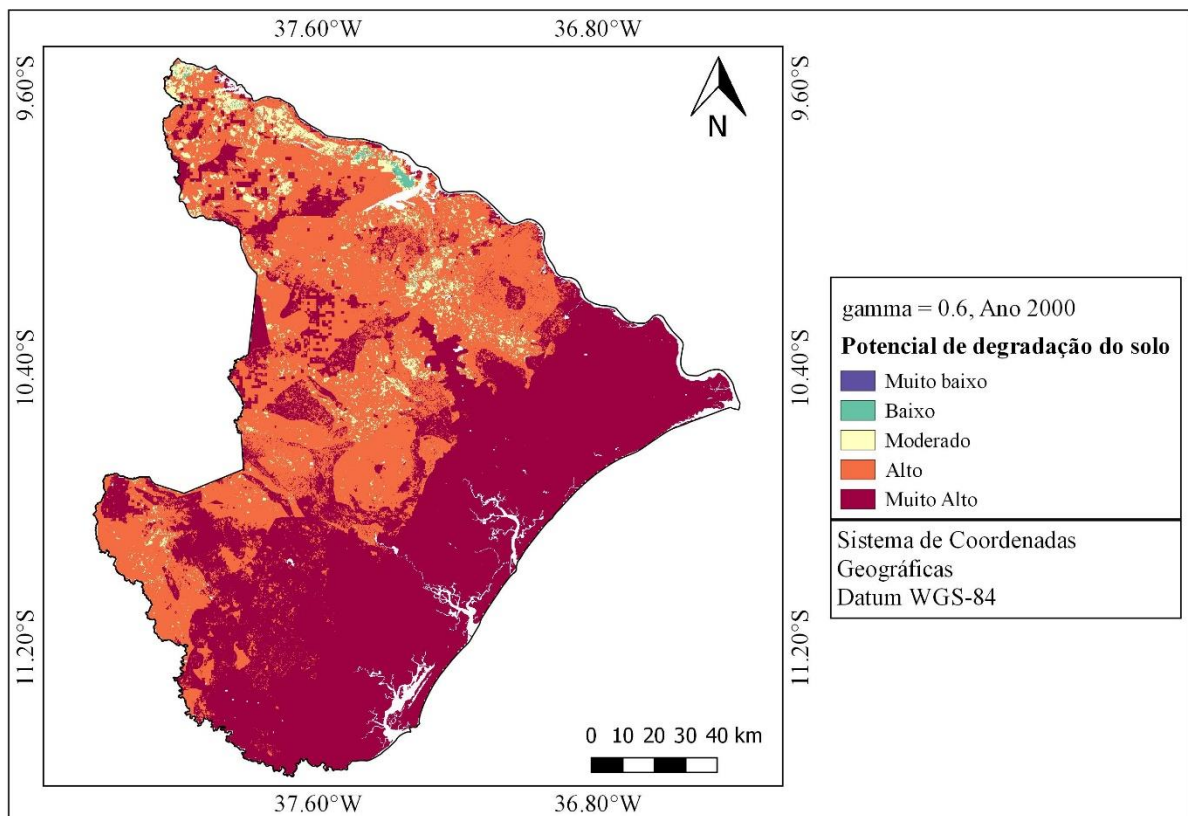 37.60°W 36.80°W
9.60°S 9.60°S
N
10.40°S 10.40°S
gamma = 0.6, Ano 2000
Potencial de degradação do solo
Muito baixo
Baixo
Moderado
Alto
Muito Alto
Sistema de Coordenadas
Geográficas
Datum WGS-84
11.20°S 11.20°S
0 10 20 30 40 km
37.60°W 36.80°W